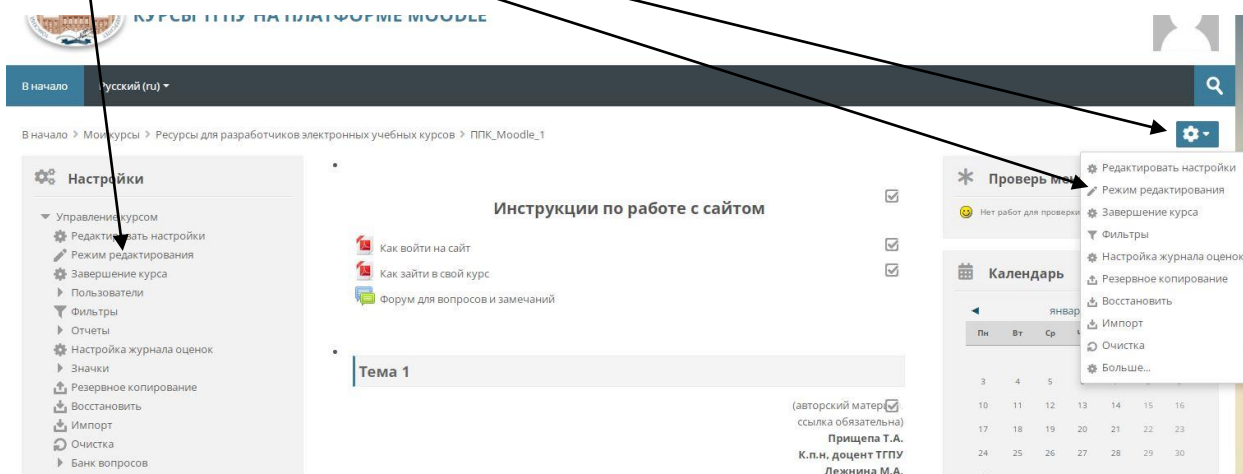 КУРСЫ ТГПУ НА ПЛАТФОРМЕ MOODLE
В начало Русский (ru)
В начало > Мои курсы > Ресурсы для разработчиков электронных учебных курсов > ППК_Moodle_1
Настройки
Управление курсом
Редактировать настройки
Режим редактирования
Завершение курса
Пользователи
Фильтры
Отчеты
Настройка журнала оценок
Значки
Резервное копирование
Восстановить
Импорт
Очистка
Банк вопросов
Инструкции по работе с сайтом
Как войти на сайт
Как зайти в свой курс
Форум для вопросов и замечаний
Тема 1
(авторский
ссылка обязательна)
Прищепа Т.А.
К.п.н, доцент ТГПУ
Лежнина М.А.
Проверь
Нет работ для проверки
Календарь
Пн Вт Ср
3 4 5
10 11 12 13 14 15 16
17 18 19 20 21 22 23
24 25 26 27 28 29 30
Редактировать настройки
Режим редактирования
Завершение курса
Фильтры
Настройка журнала оценок
Резервное копирование
Восстановить
Импорт
Очистка
Больше...